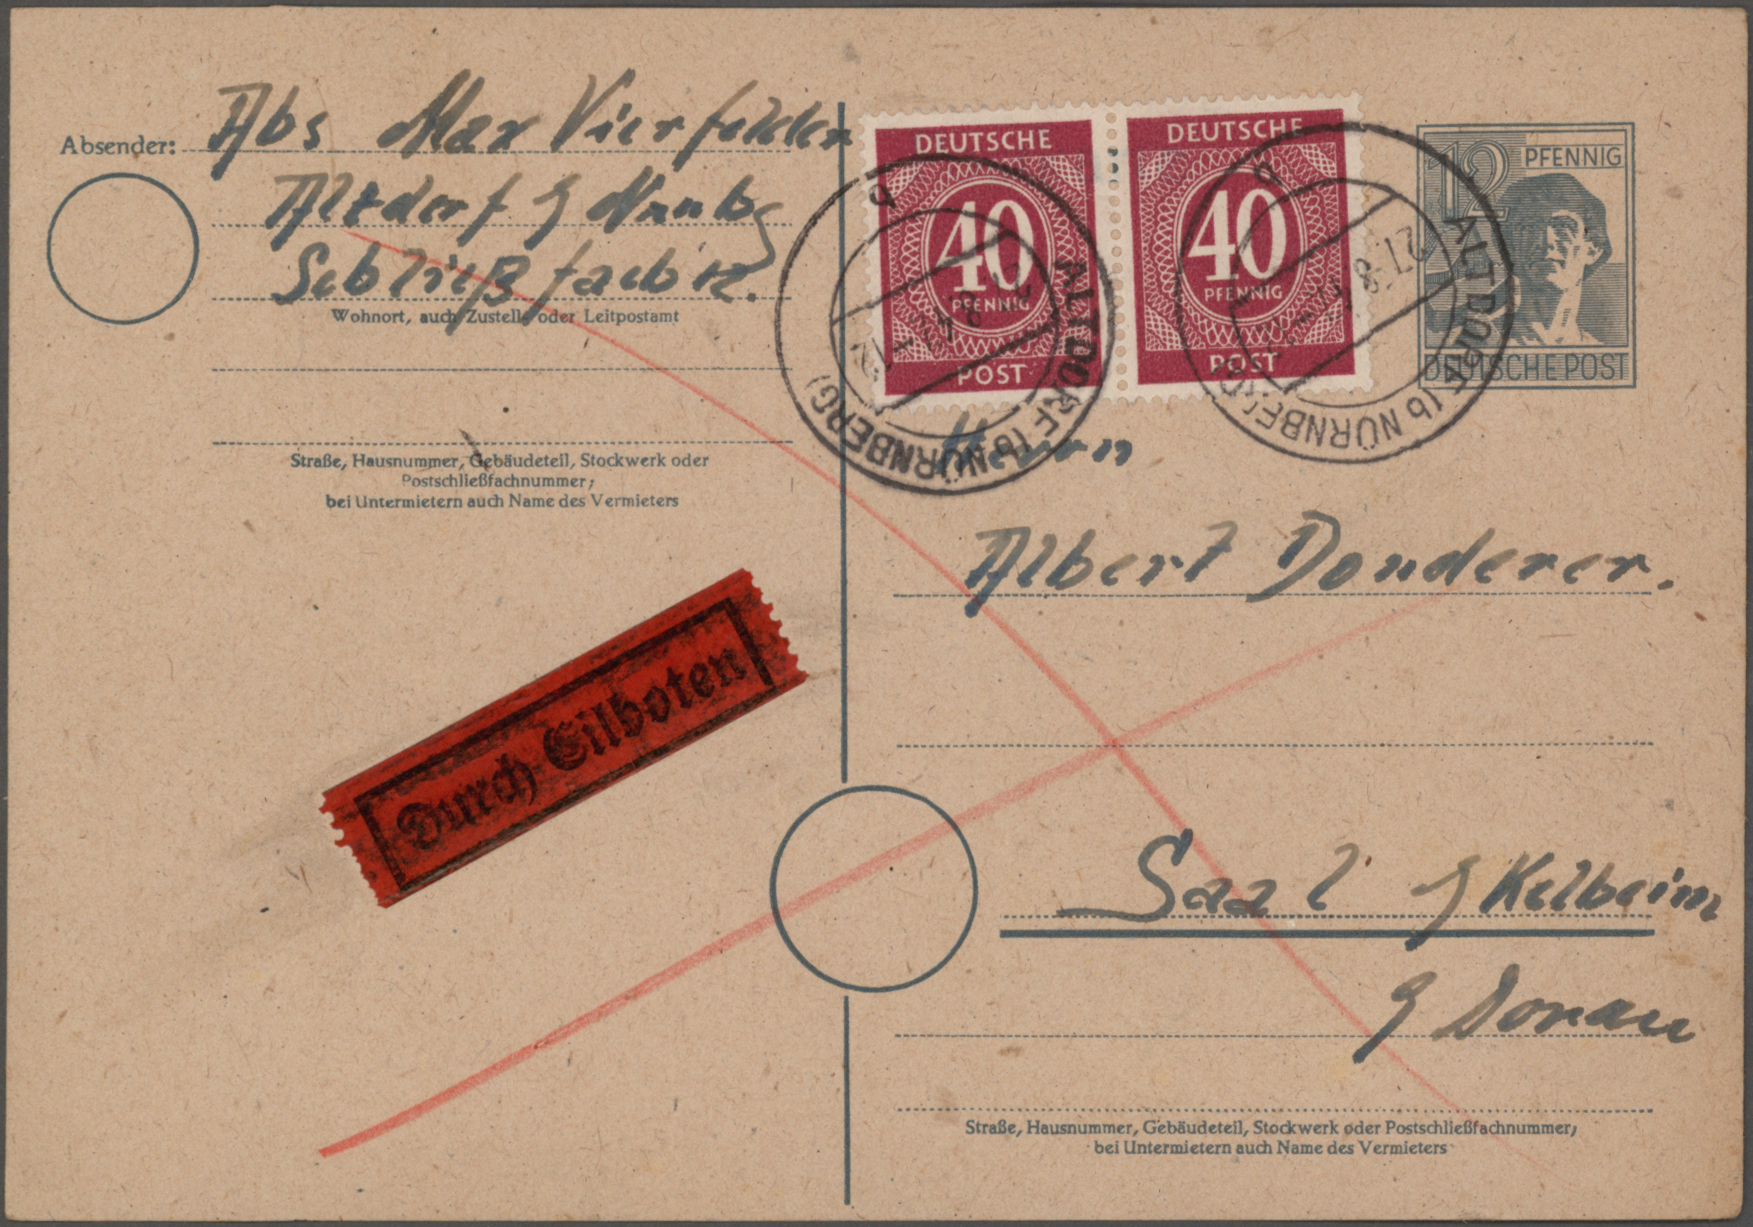 Absender: Abs Max Vierfelder
Altdorf
Schließfach
Wohnort, auch Zustell- oder Leitpostamt
Straße, Hausnummer, Gebäudeteil, Stockwerk oder
Postschließfachnummer;
bei Untermietern auch Name des Vermieters
DEUTSCHE
40
PFENNIG
POST
DEUTSCHE
40
PFENNIG
POST
12 PFENNIG
DEUTSCHE POST
b
ALTDORF (b NÜRNBERG)
ALTDORF (b NÜRNBERG)
Herrn
Albert Donderer.
Durch Eilboten
Saal / Kelheim
/ Donau
Straße, Hausnummer, Gebäudeteil, Stockwerk oder Postschließfachnummer;
bei Untermietern auch Name des Vermieters